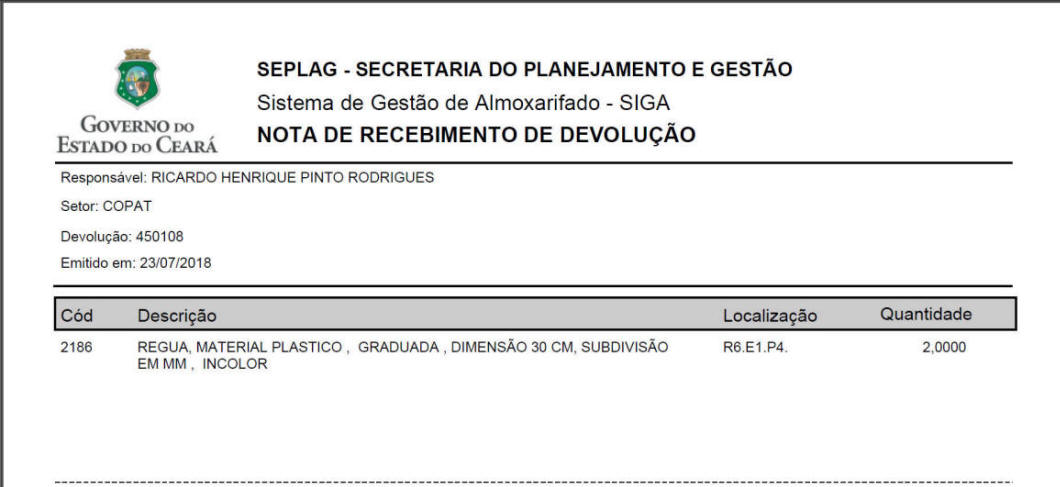 SEPLAG - SECRETARIA DO PLANEJAMENTO E GESTÃO
Sistema de Gestão de Almoxarifado - SIGA
NOTA DE RECEBIMENTO DE DEVOLUÇÃO
GOVERNO DO
ESTADO DO CEARÁ
Responsável: RICARDO HENRIQUE PINTO RODRIGUES
Setor: COPAT
Devolução: 450108
Emitido em: 23/07/2018
Cód Descrição Localização Quantidade
2186 REGUA, MATERIAL PLASTICO , GRADUADA , DIMENSÃO 30 CM, SUBDIVISÃO R6.E1.P4. 2,0000
EM MM , INCOLOR